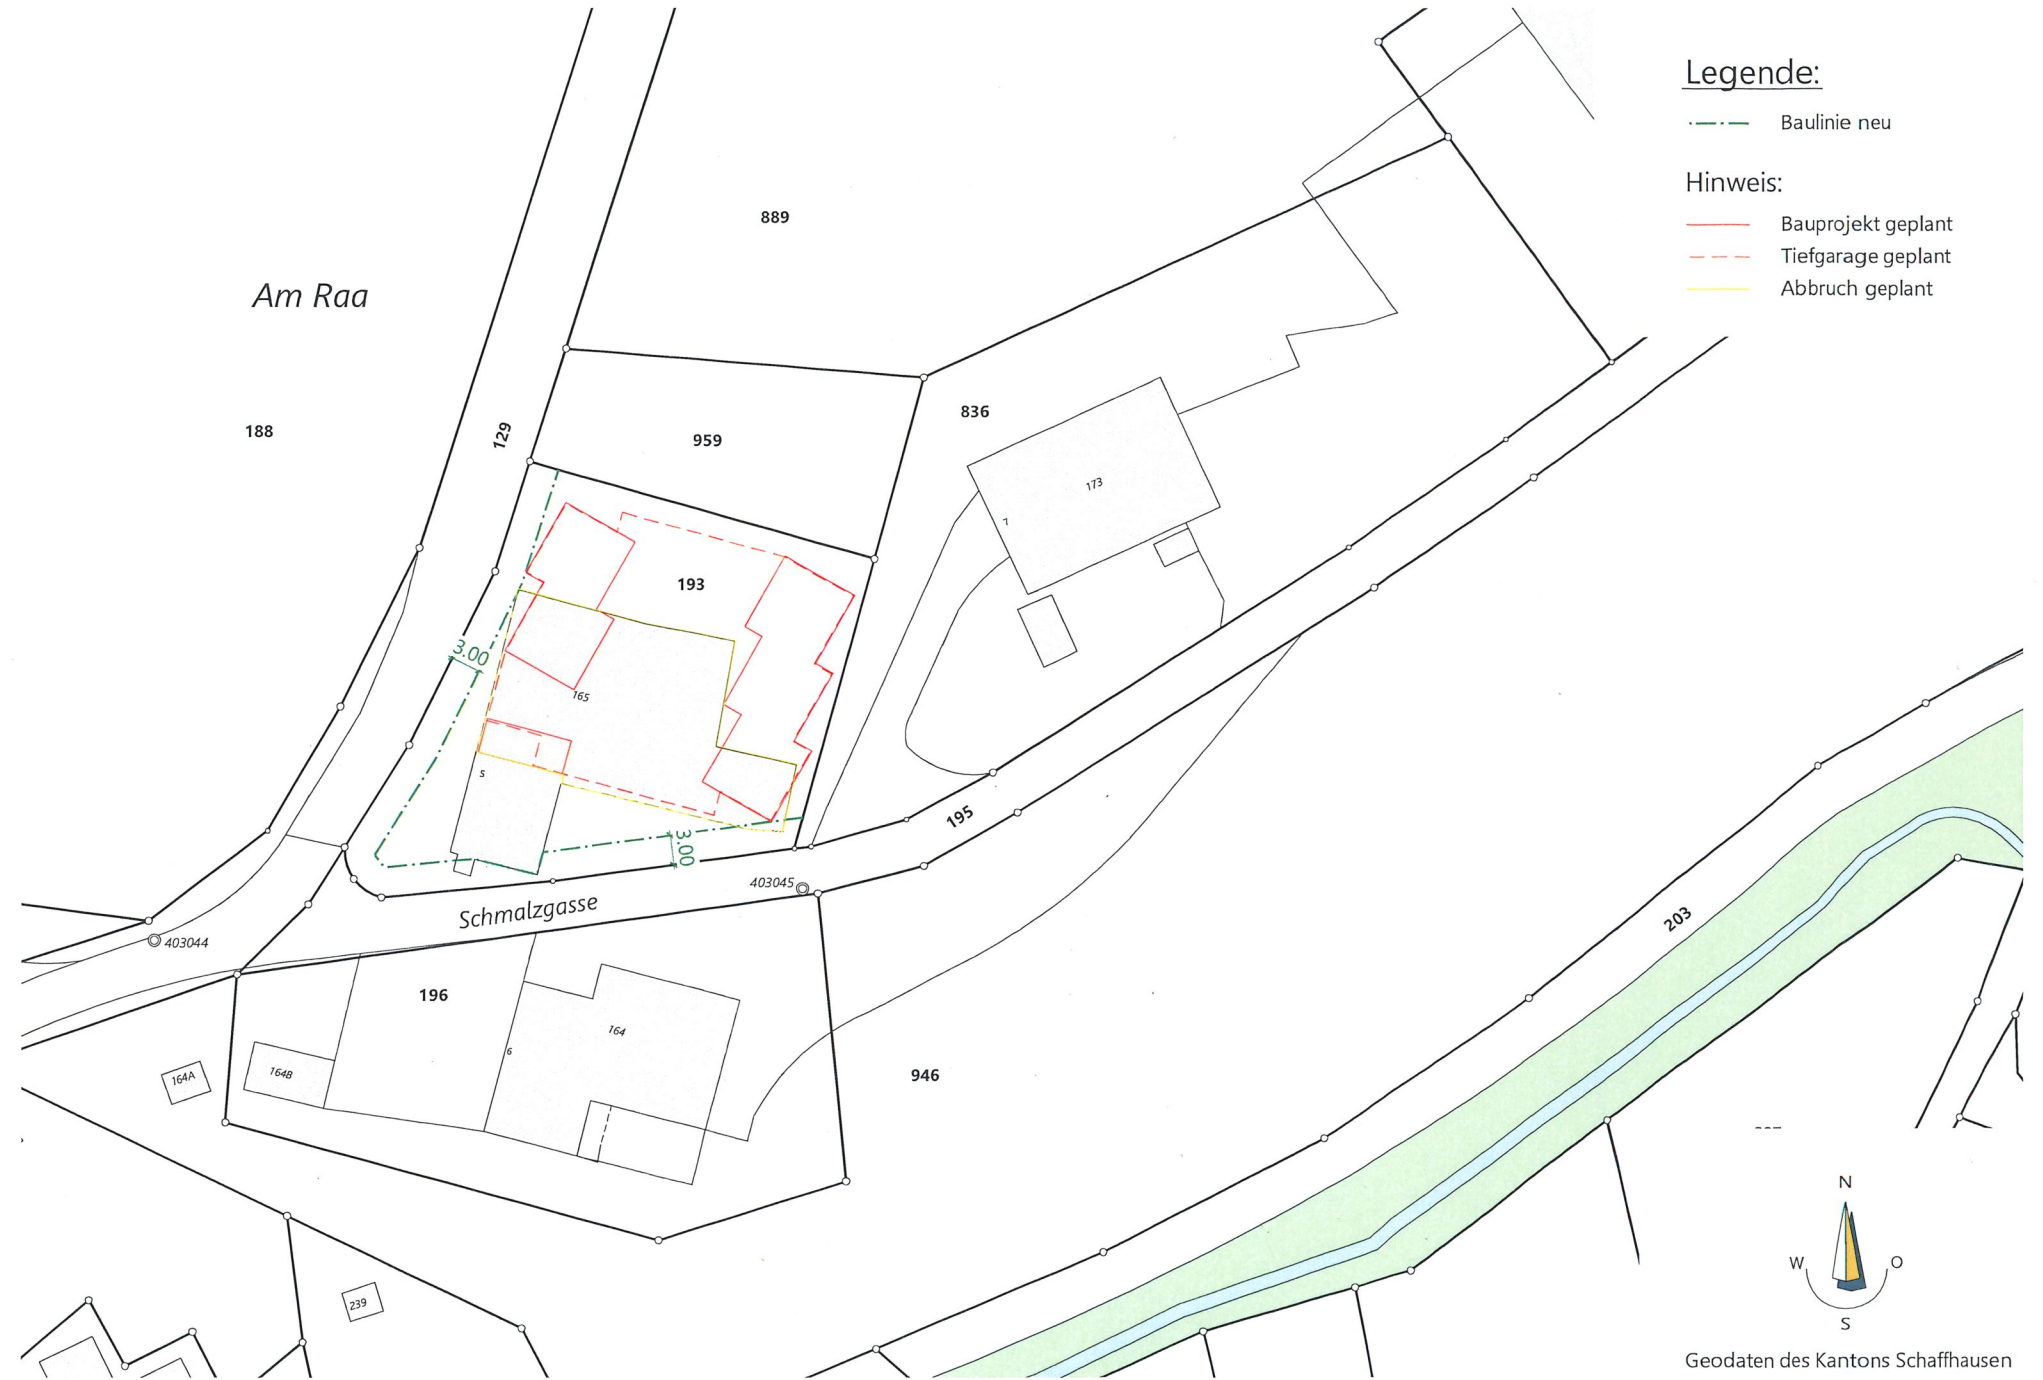 Legende:
Baulinie neu
Hinweis:
Bauprojekt geplant
Tiefgarage geplant
Abbruch geplant
889
Am Raa
188
129
959
836
173
7
193
3.00
165
5
3.00
195
403045
Schmalzgasse
403044
203
196
164
6
164B
164A
946
239
N
W
O
S
Geodaten des Kantons Schaffhausen